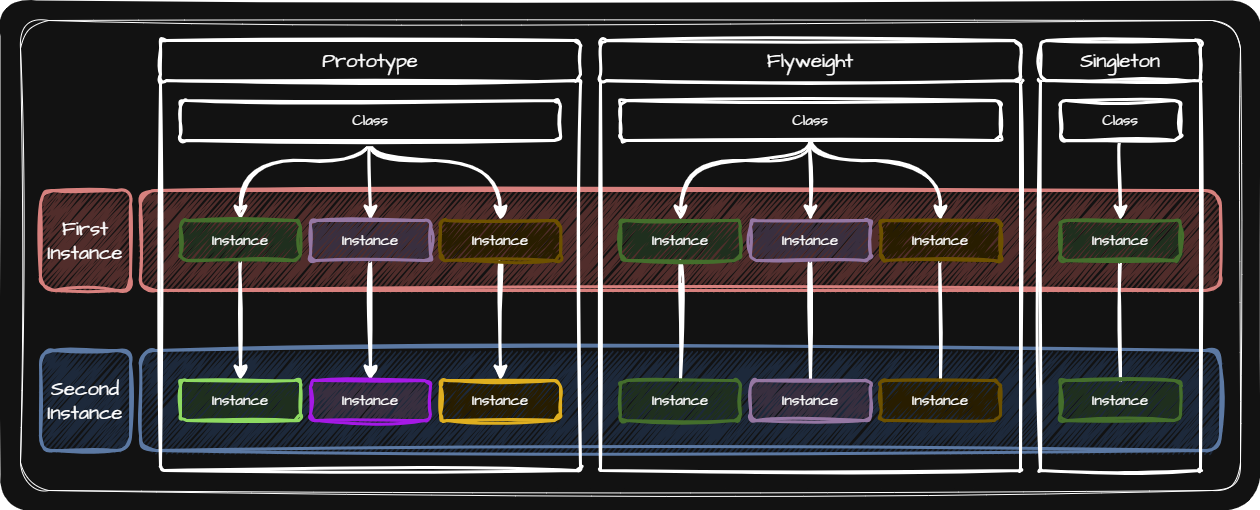 Prototype
Flyweight
Singleton
Class
Class
Class
First
Instance
Instance
Instance
Instance
Instance
Instance
Instance
Instance
Second
Instance
Instance
Instance
Instance
Instance
Instance
Instance
Instance